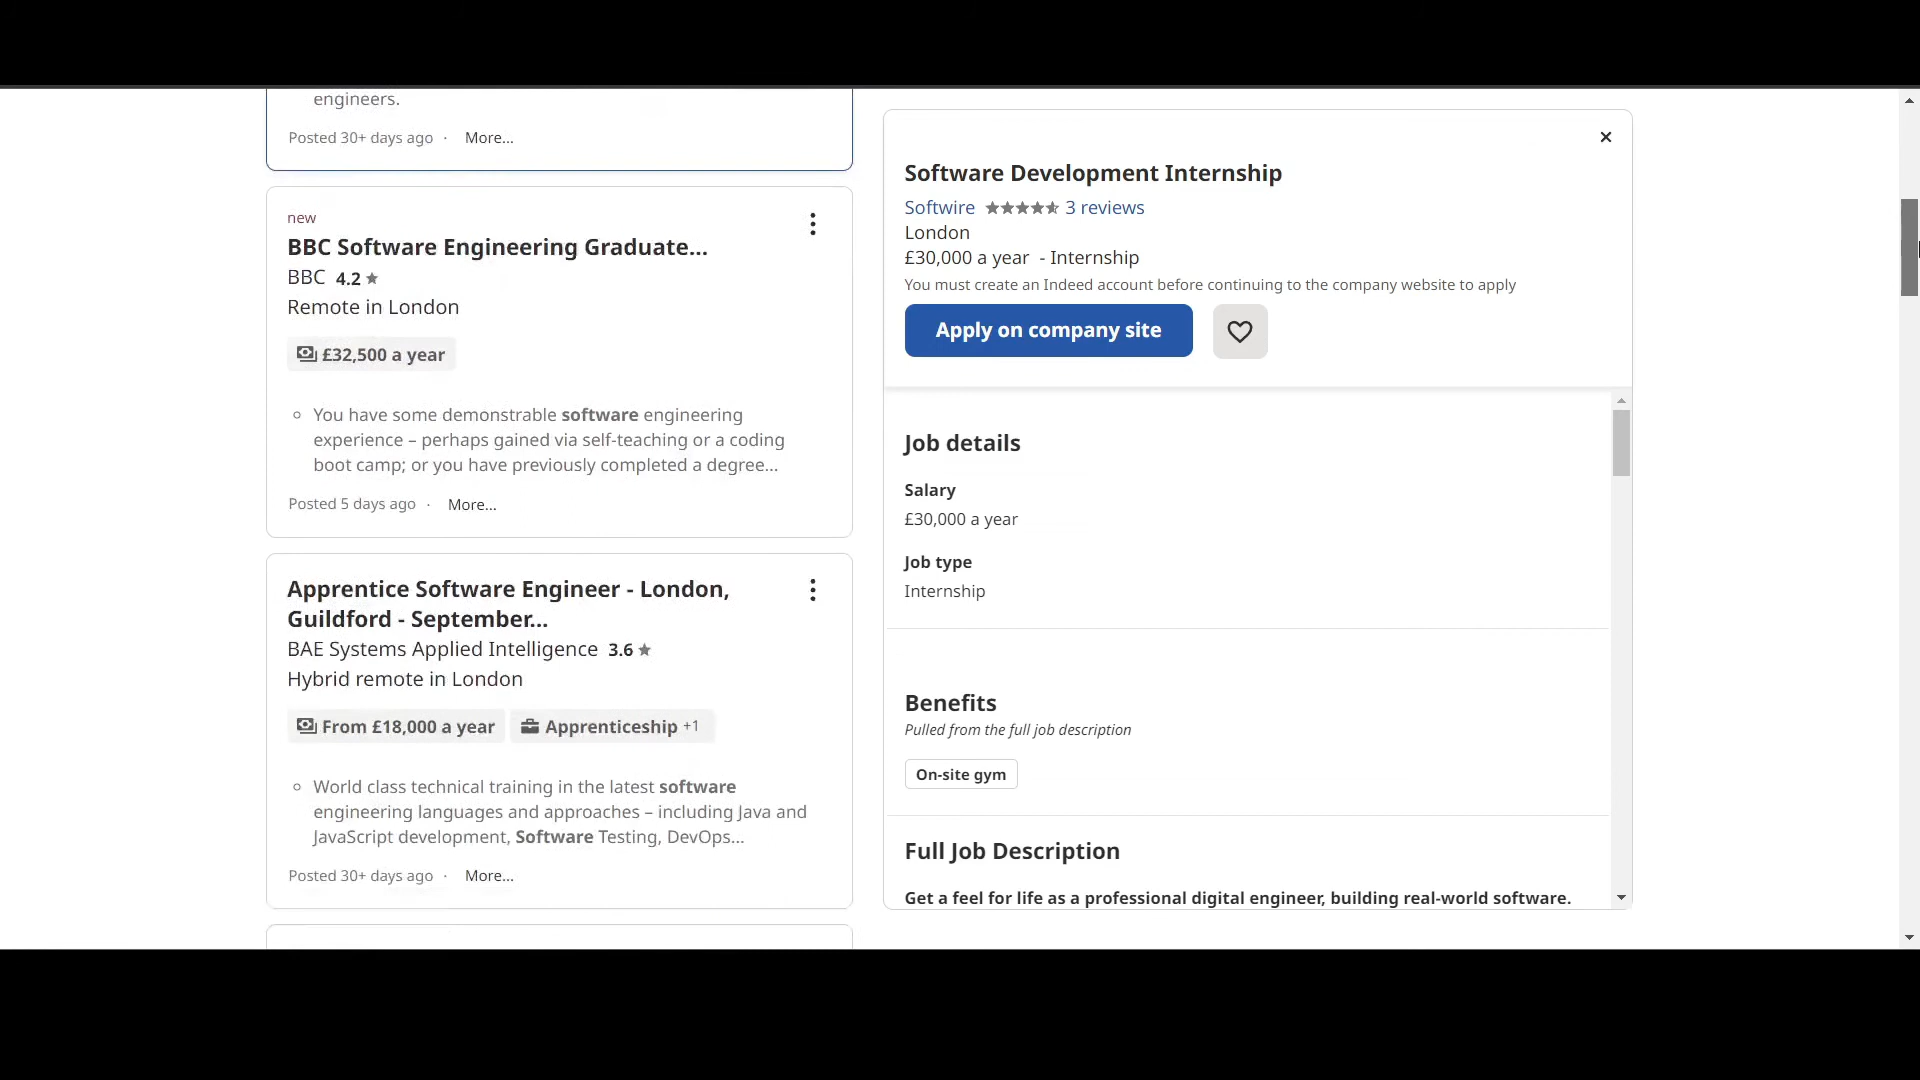 engineers.
Posted 30+ days ago · More...
new
BBC Software Engineering Graduate...
BBC 4.2
Remote in London
£32,500 a year
You have some demonstrable software engineering
experience – perhaps gained via self-teaching or a coding
boot camp; or you have previously completed a degree...
Posted 5 days ago · More...
Apprentice Software Engineer - London,
Guildford - September...
BAE Systems Applied Intelligence 3.6
Hybrid remote in London
From £18,000 a year Apprenticeship +1
World class technical training in the latest software
engineering languages and approaches – including Java and
JavaScript development, Software Testing, DevOps...
Posted 30+ days ago · More...
Software Development Internship
Softwire 3 reviews
London
£30,000 a year - Internship
You must create an Indeed account before continuing to the company website to apply
Apply on company site
Job details
Salary
£30,000 a year
Job type
Internship
Benefits
Pulled from the full job description
On-site gym
Full Job Description
Get a feel for life as a professional digital engineer, building real-world software.